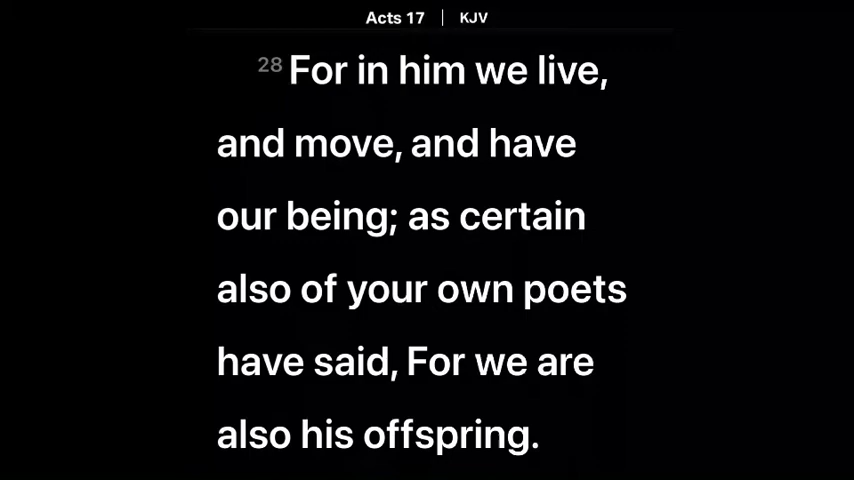 Acts 17 | KJV
28 For in him we live,
and move, and have
our being; as certain
also of your own poets
have said, For we are
also his offspring.